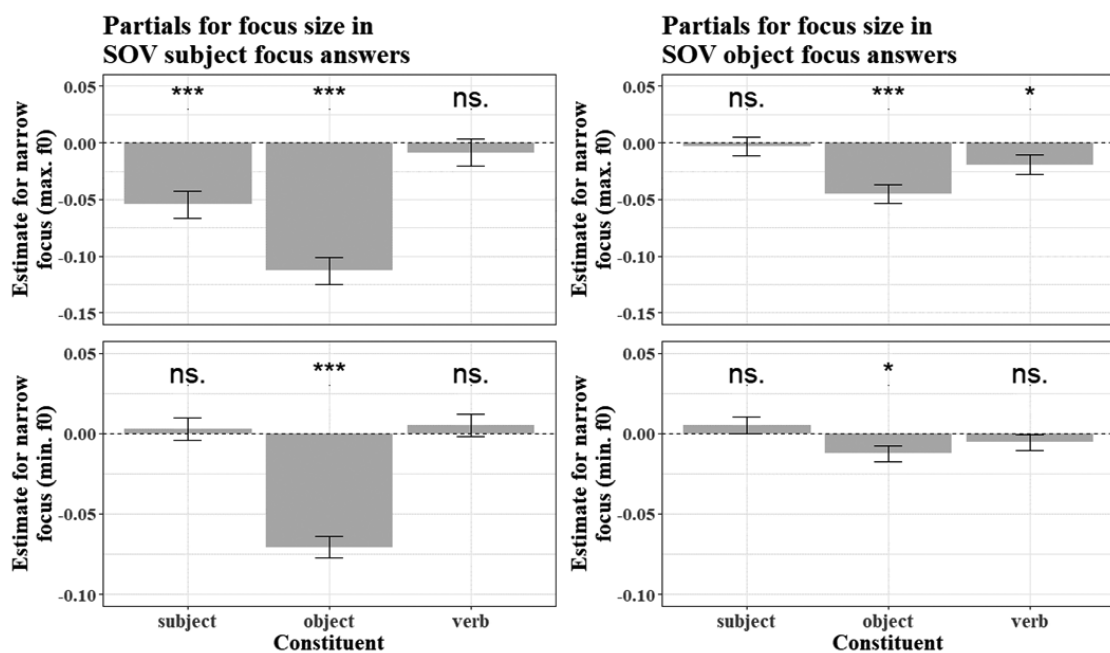 Partials for focus size in
SOV subject focus answers
Estimate for narrow
focus (max. f0)
0.05
0.00
-0.05
-0.10
-0.15
*** *** ns.
Estimate for narrow
focus (min. f0)
0.05
0.00
-0.05
-0.10
ns. *** ns.
subject object verb
Constituent
Partials for focus size in
SOV object focus answers
Estimate for narrow
focus (max. f0)
0.05
0.00
-0.05
-0.10
-0.15
ns. *** *
Estimate for narrow
focus (min. f0)
0.05
0.00
-0.05
-0.10
ns. * ns.
subject object verb
Constituent